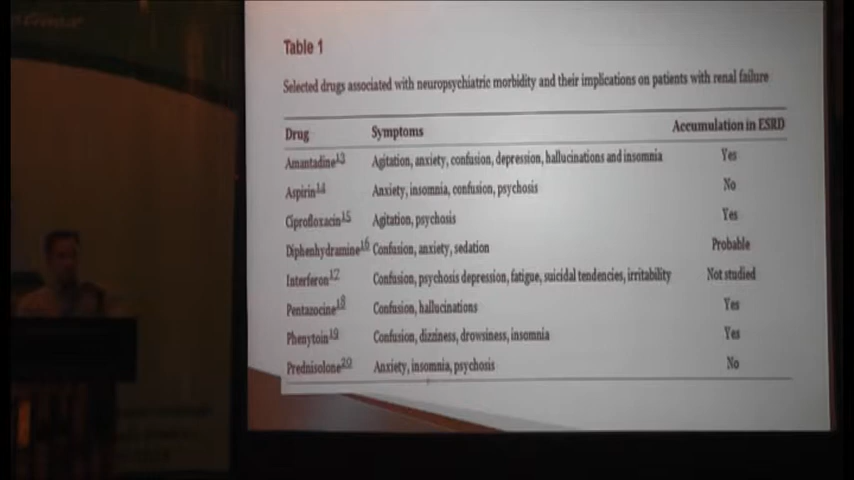 Table 1
Selected drugs associated with neuropsychiatric morbidity and their implications on patients with renal failure
Drug Symptoms Accumulation in ESRD
Amantadine13 Agitation, anxiety, confusion, depression, hallucinations and insomnia Yes
Aspirin14 Anxiety, insomnia, confusion, psychosis No
Ciprofloxacin15 Agitation, psychosis Yes
Diphenhydramine16 Confusion, anxiety, sedation Probable
Interferon17 Confusion, psychosis depression, fatigue, suicidal tendencies, irritability Not studied
Pentazocine18 Confusion, hallucinations Yes
Phenytoin19 Confusion, dizziness, drowsiness, insomnia Yes
Prednisolone20 Anxiety, insomnia, psychosis No